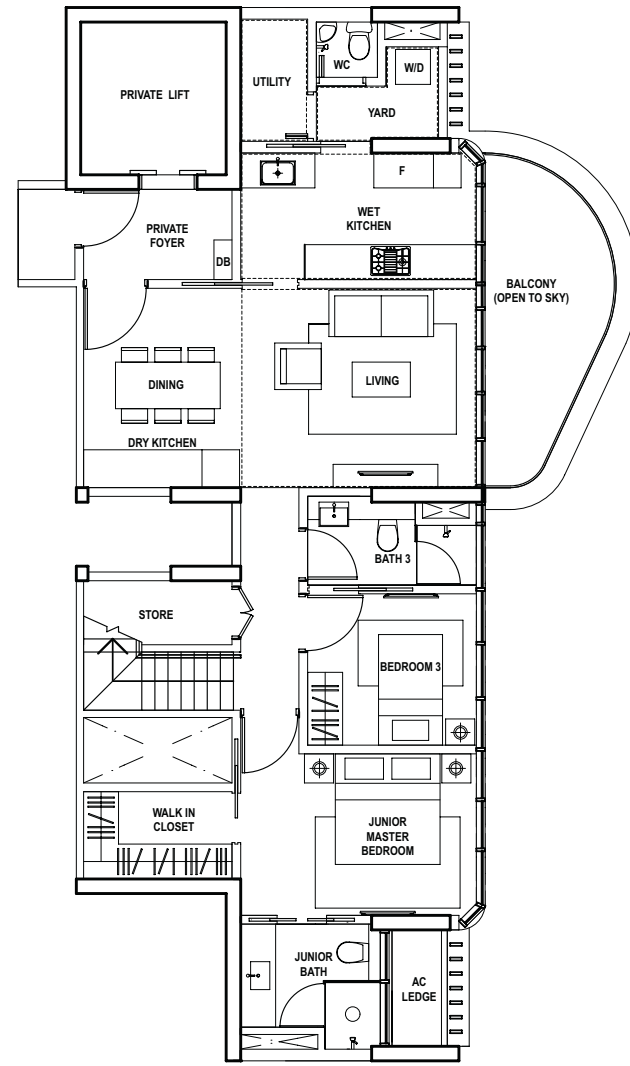 PRIVATE LIFT
UTILITY
WC
W/D
YARD
F
WET
KITCHEN
PRIVATE
FOYER
DB
BALCONY
(OPEN TO SKY)
DINING
LIVING
DRY KITCHEN
BATH 3
STORE
BEDROOM 3
WALK IN
CLOSET
JUNIOR
MASTER
BEDROOM
JUNIOR
BATH
AC
LEDGE